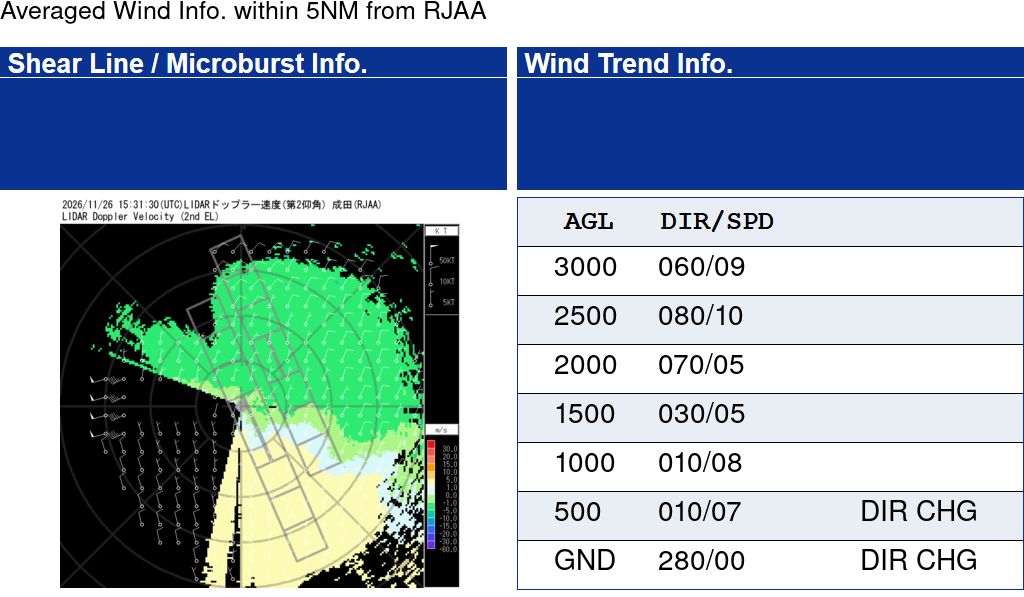 Averaged Wind Info. within 5NM from RJAA
Shear Line / Microburst Info.
Wind Trend Info.
2026/11/26 15:31:30(UTC)LIDARドップラー速度(第2仰角) 成田(RJAA)
LIDAR Doppler Velocity (2nd EL)
KT
50KT
10KT
5KT
m/s
30.0
20.0
15.0
10.0
5.0
1.0
0.0
-1.0
-5.0
-10.0
-15.0
-20.0
-30.0
-60.0
AGL DIR/SPD
3000 060/09
2500 080/10
2000 070/05
1500 030/05
1000 010/08
500 010/07 DIR CHG
GND 280/00 DIR CHG